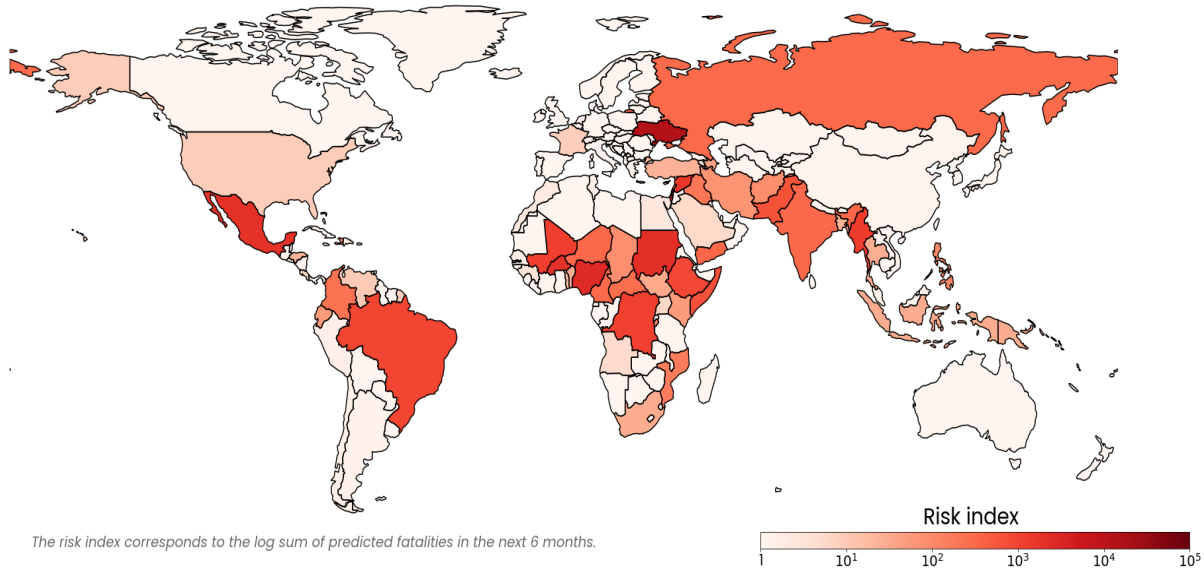 Risk index
The risk index corresponds to the log sum of predicted fatalities in the next 6 months.
1 10¹ 10² 10³ 10⁴ 10⁵